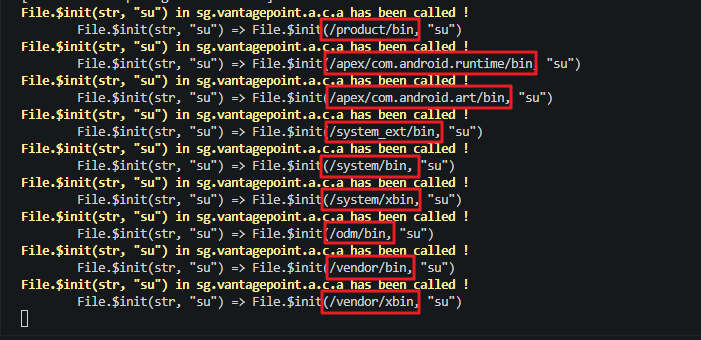 File.$init(str, "su") in sg.vantagepoint.a.c.a has been called !
File.$init(str, "su") => File.$init(/product/bin, "su")
File.$init(str, "su") in sg.vantagepoint.a.c.a has been called !
File.$init(str, "su") => File.$init(/apex/com.android.runtime/bin, "su")
File.$init(str, "su") in sg.vantagepoint.a.c.a has been called !
File.$init(str, "su") => File.$init(/apex/com.android.art/bin, "su")
File.$init(str, "su") in sg.vantagepoint.a.c.a has been called !
File.$init(str, "su") => File.$init(/system_ext/bin, "su")
File.$init(str, "su") in sg.vantagepoint.a.c.a has been called !
File.$init(str, "su") => File.$init(/system/bin, "su")
File.$init(str, "su") in sg.vantagepoint.a.c.a has been called !
File.$init(str, "su") => File.$init(/system/xbin, "su")
File.$init(str, "su") in sg.vantagepoint.a.c.a has been called !
File.$init(str, "su") => File.$init(/odm/bin, "su")
File.$init(str, "su") in sg.vantagepoint.a.c.a has been called !
File.$init(str, "su") => File.$init(/vendor/bin, "su")
File.$init(str, "su") in sg.vantagepoint.a.c.a has been called !
File.$init(str, "su") => File.$init(/vendor/xbin, "su")